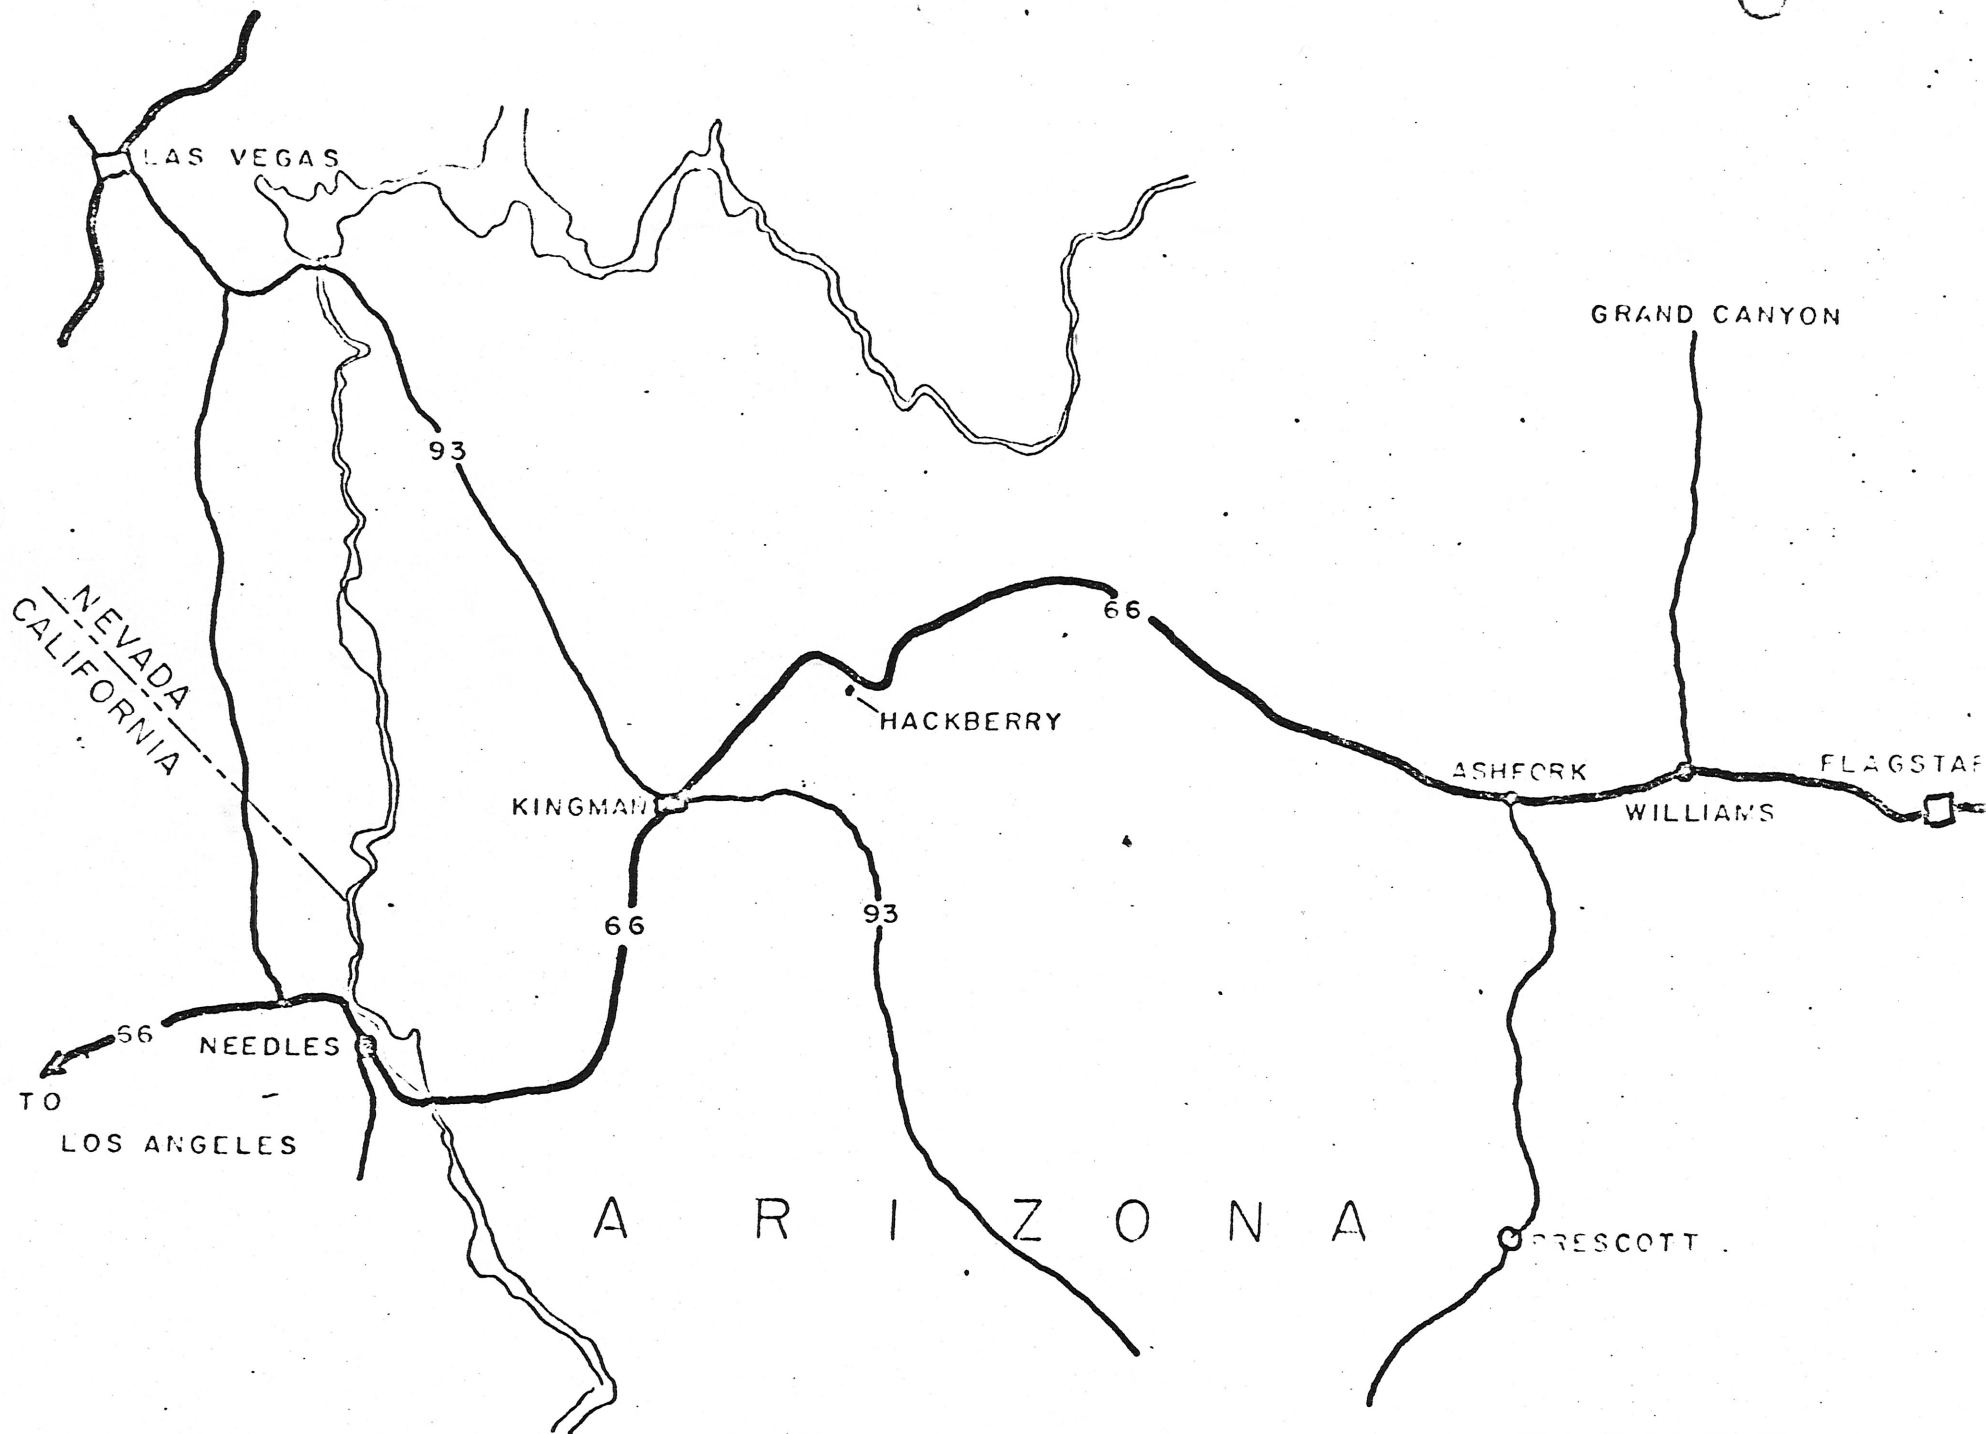 LAS VEGAS
GRAND CANYON
93
NEVADA
CALIFORNIA
66
HACKBERRY
ASHFORK
FLAGSTAF
KINGMAN
WILLIAMS
66
93
66
NEEDLES
TO
LOS ANGELES
ARIZONA
PRESCOTT